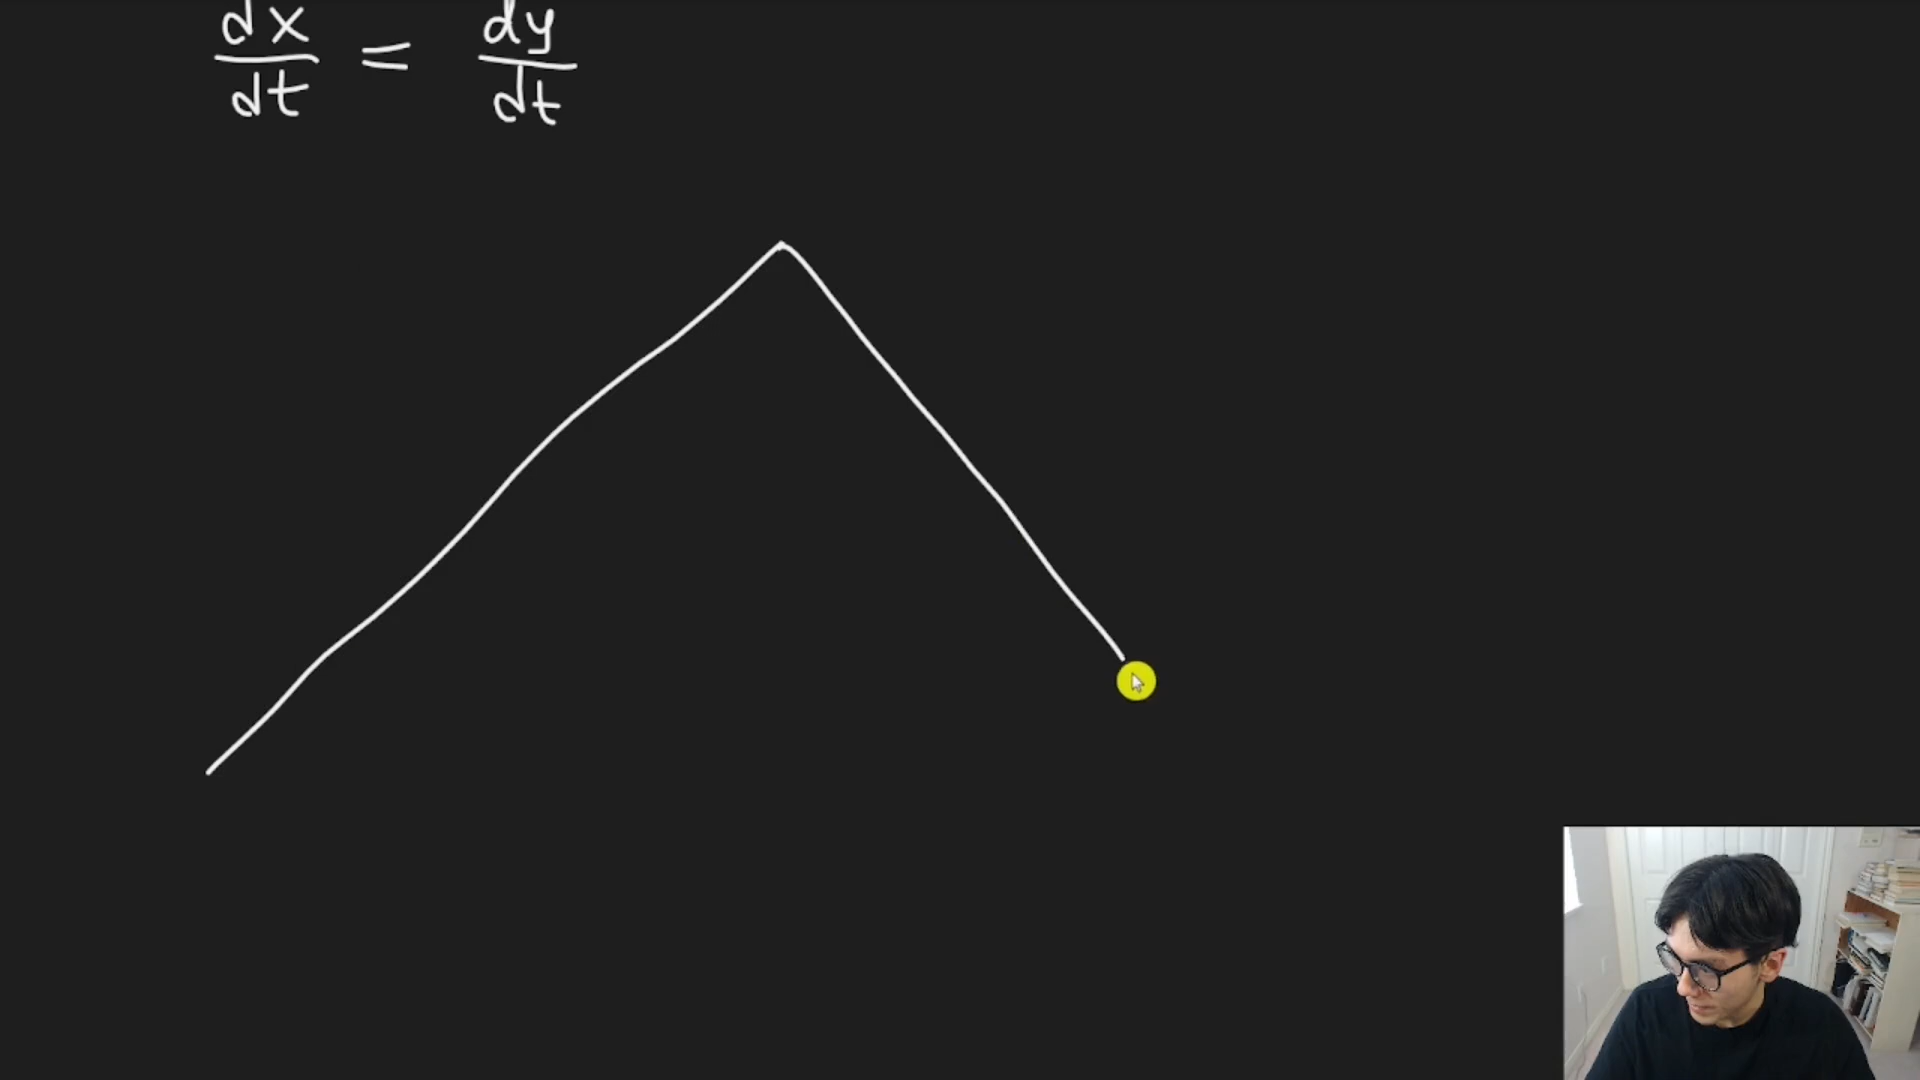 dx/dt = dy/dt